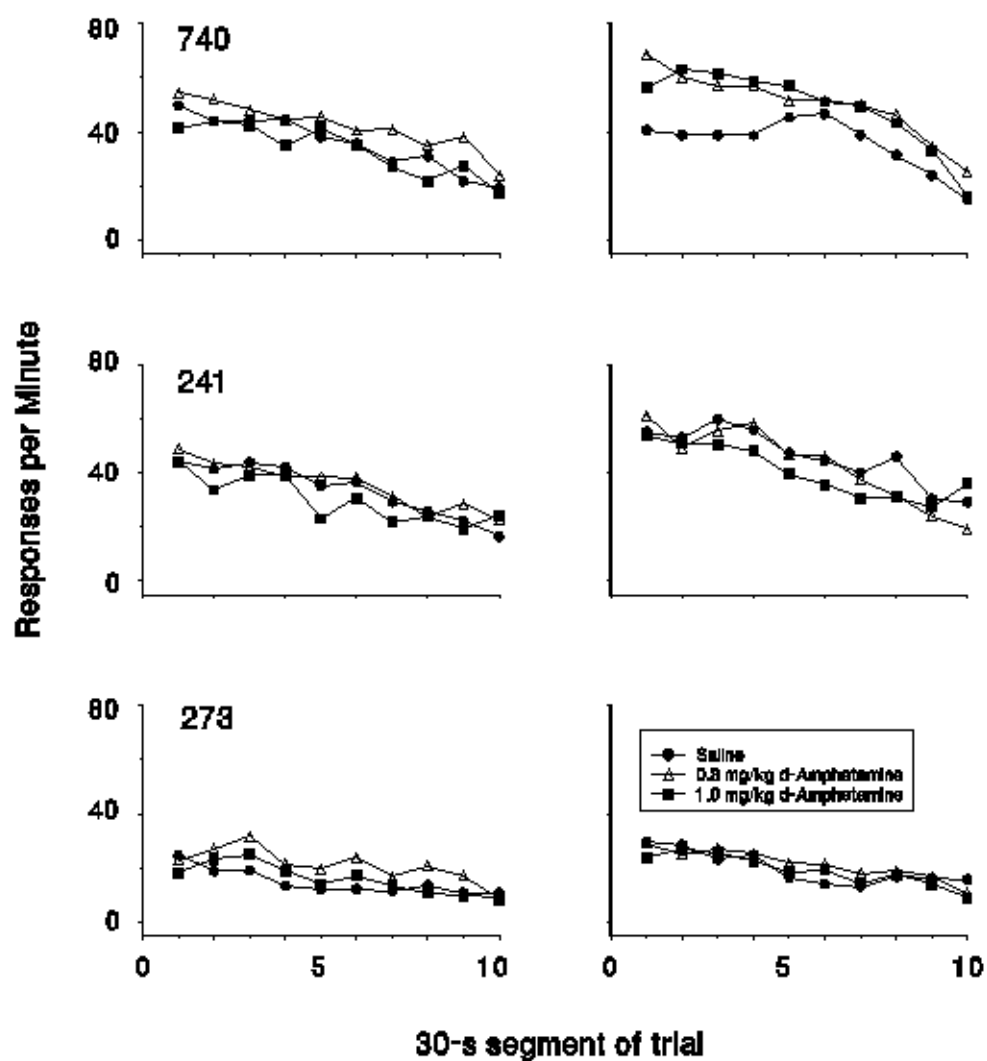 80
740
40
0
80
241
40
0
Responses per Minute
80
273
40
0
Saline
0.3 mg/kg d-Amphetamine
1.0 mg/kg d-Amphetamine
0 5 10 0 5 10
30-s segment of trial